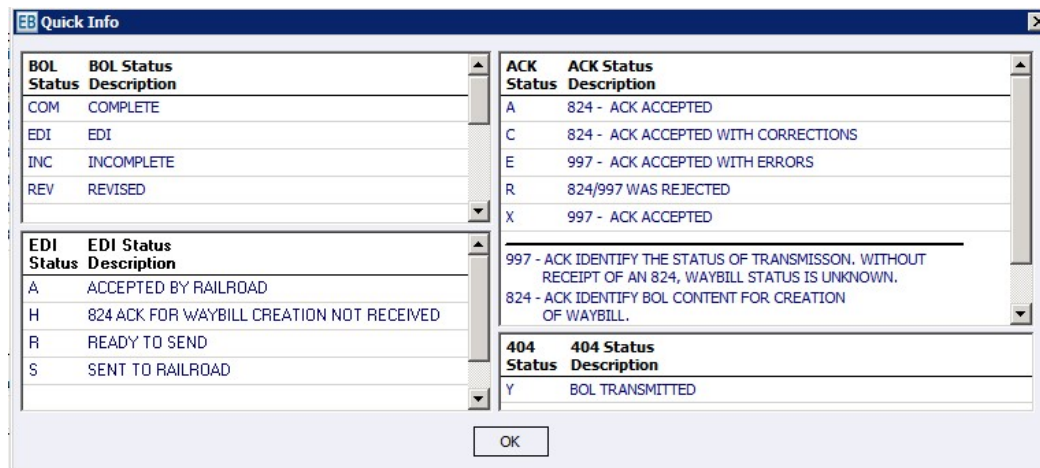 EB Quick Info
BOL Status BOL Status Description
COM COMPLETE
EDI EDI
INC INCOMPLETE
REV REVISED
EDI Status EDI Status Description
A ACCEPTED BY RAILROAD
H 824 ACK FOR WAYBILL CREATION NOT RECEIVED
R READY TO SEND
S SENT TO RAILROAD
ACK Status ACK Status Description
A 824 - ACK ACCEPTED
C 824 - ACK ACCEPTED WITH CORRECTIONS
E 997 - ACK ACCEPTED WITH ERRORS
R 824/997 WAS REJECTED
X 997 - ACK ACCEPTED
997 - ACK IDENTIFY THE STATUS OF TRANSMISSON. WITHOUT
RECEIPT OF AN 824, WAYBILL STATUS IS UNKNOWN.
824 - ACK IDENTIFY BOL CONTENT FOR CREATION
OF WAYBILL.
404 Status 404 Status Description
Y BOL TRANSMITTED
OK